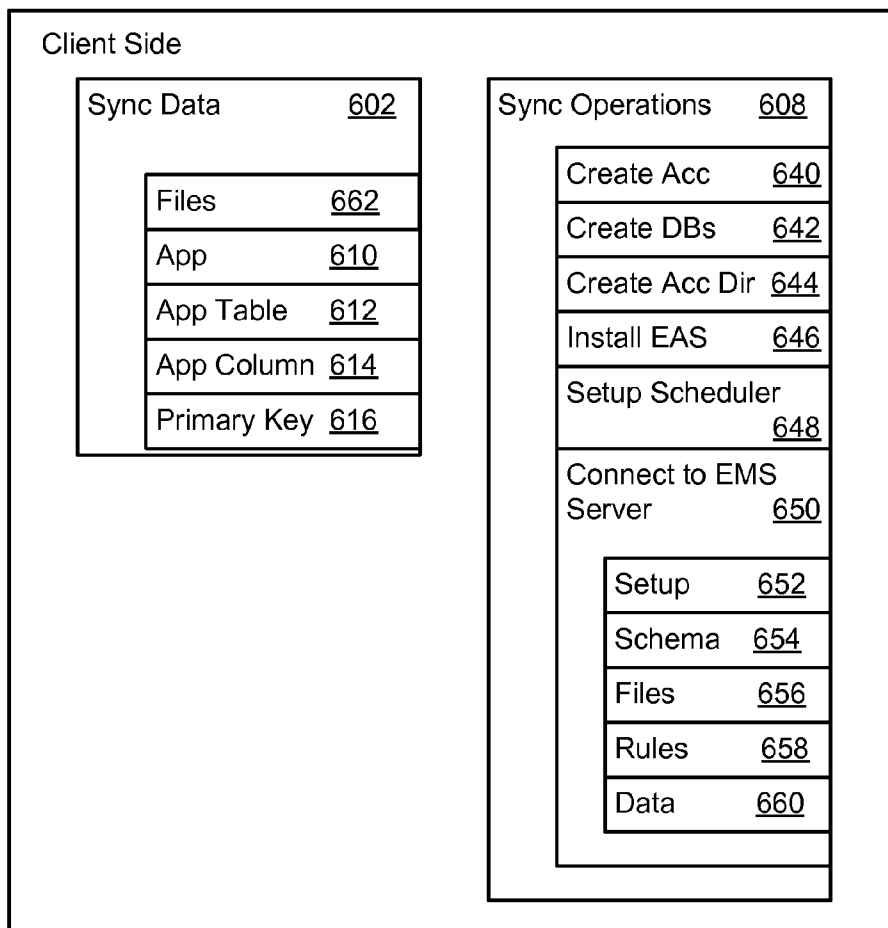 Client Side
Sync Data 602
Files 662
App 610
App Table 612
App Column 614
Primary Key 616
Sync Operations 608
Create Acc 640
Create DBs 642
Create Acc Dir 644
Install EAS 646
Setup Scheduler
648
Connect to EMS
Server 650
Setup 652
Schema 654
Files 656
Rules 658
Data 660